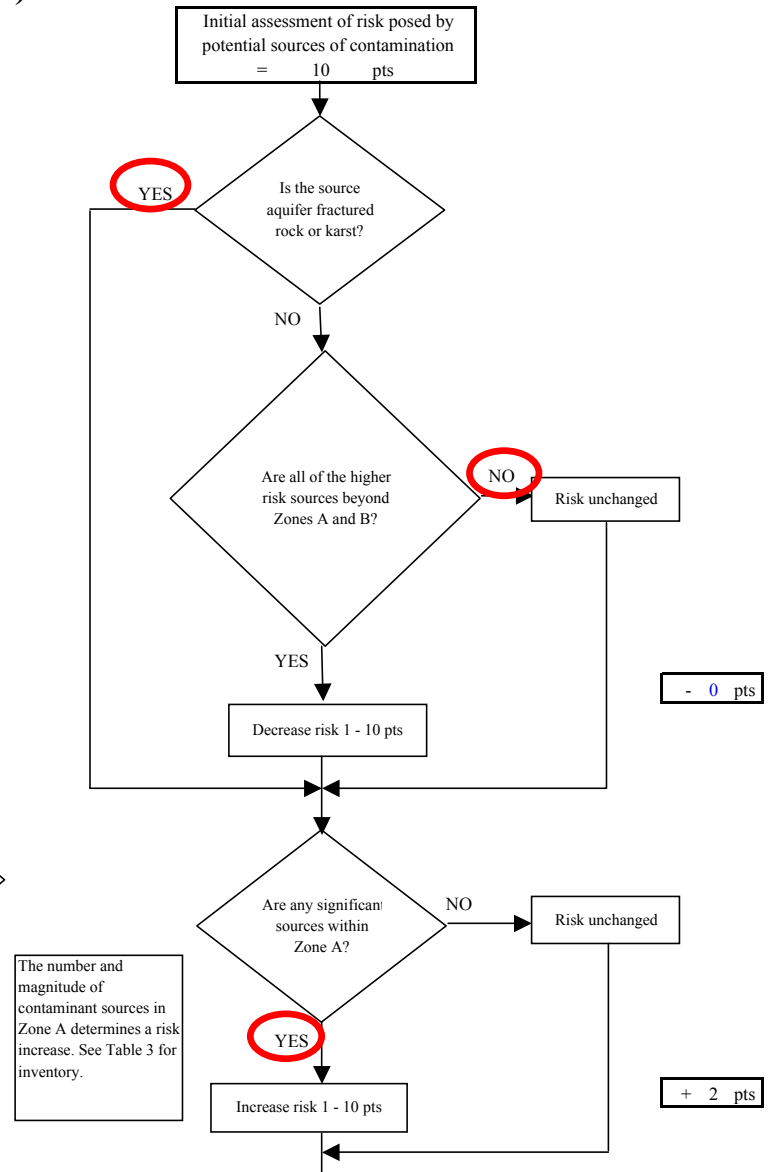 )
Initial assessment of risk posed by
potential sources of contamination
= 10 pts
YES
Is the source
aquifer fractured
rock or karst?
NO
Are all of the higher
risk sources beyond
Zones A and B?
NO
Risk unchanged
YES
- 0 pts
Decrease risk 1 - 10 pts
Are any significant
sources within
Zone A?
NO
Risk unchanged
The number and
magnitude of
contaminant sources in
Zone A determines a risk
increase. See Table 3 for
inventory.
YES
Increase risk 1 - 10 pts
+ 2 pts